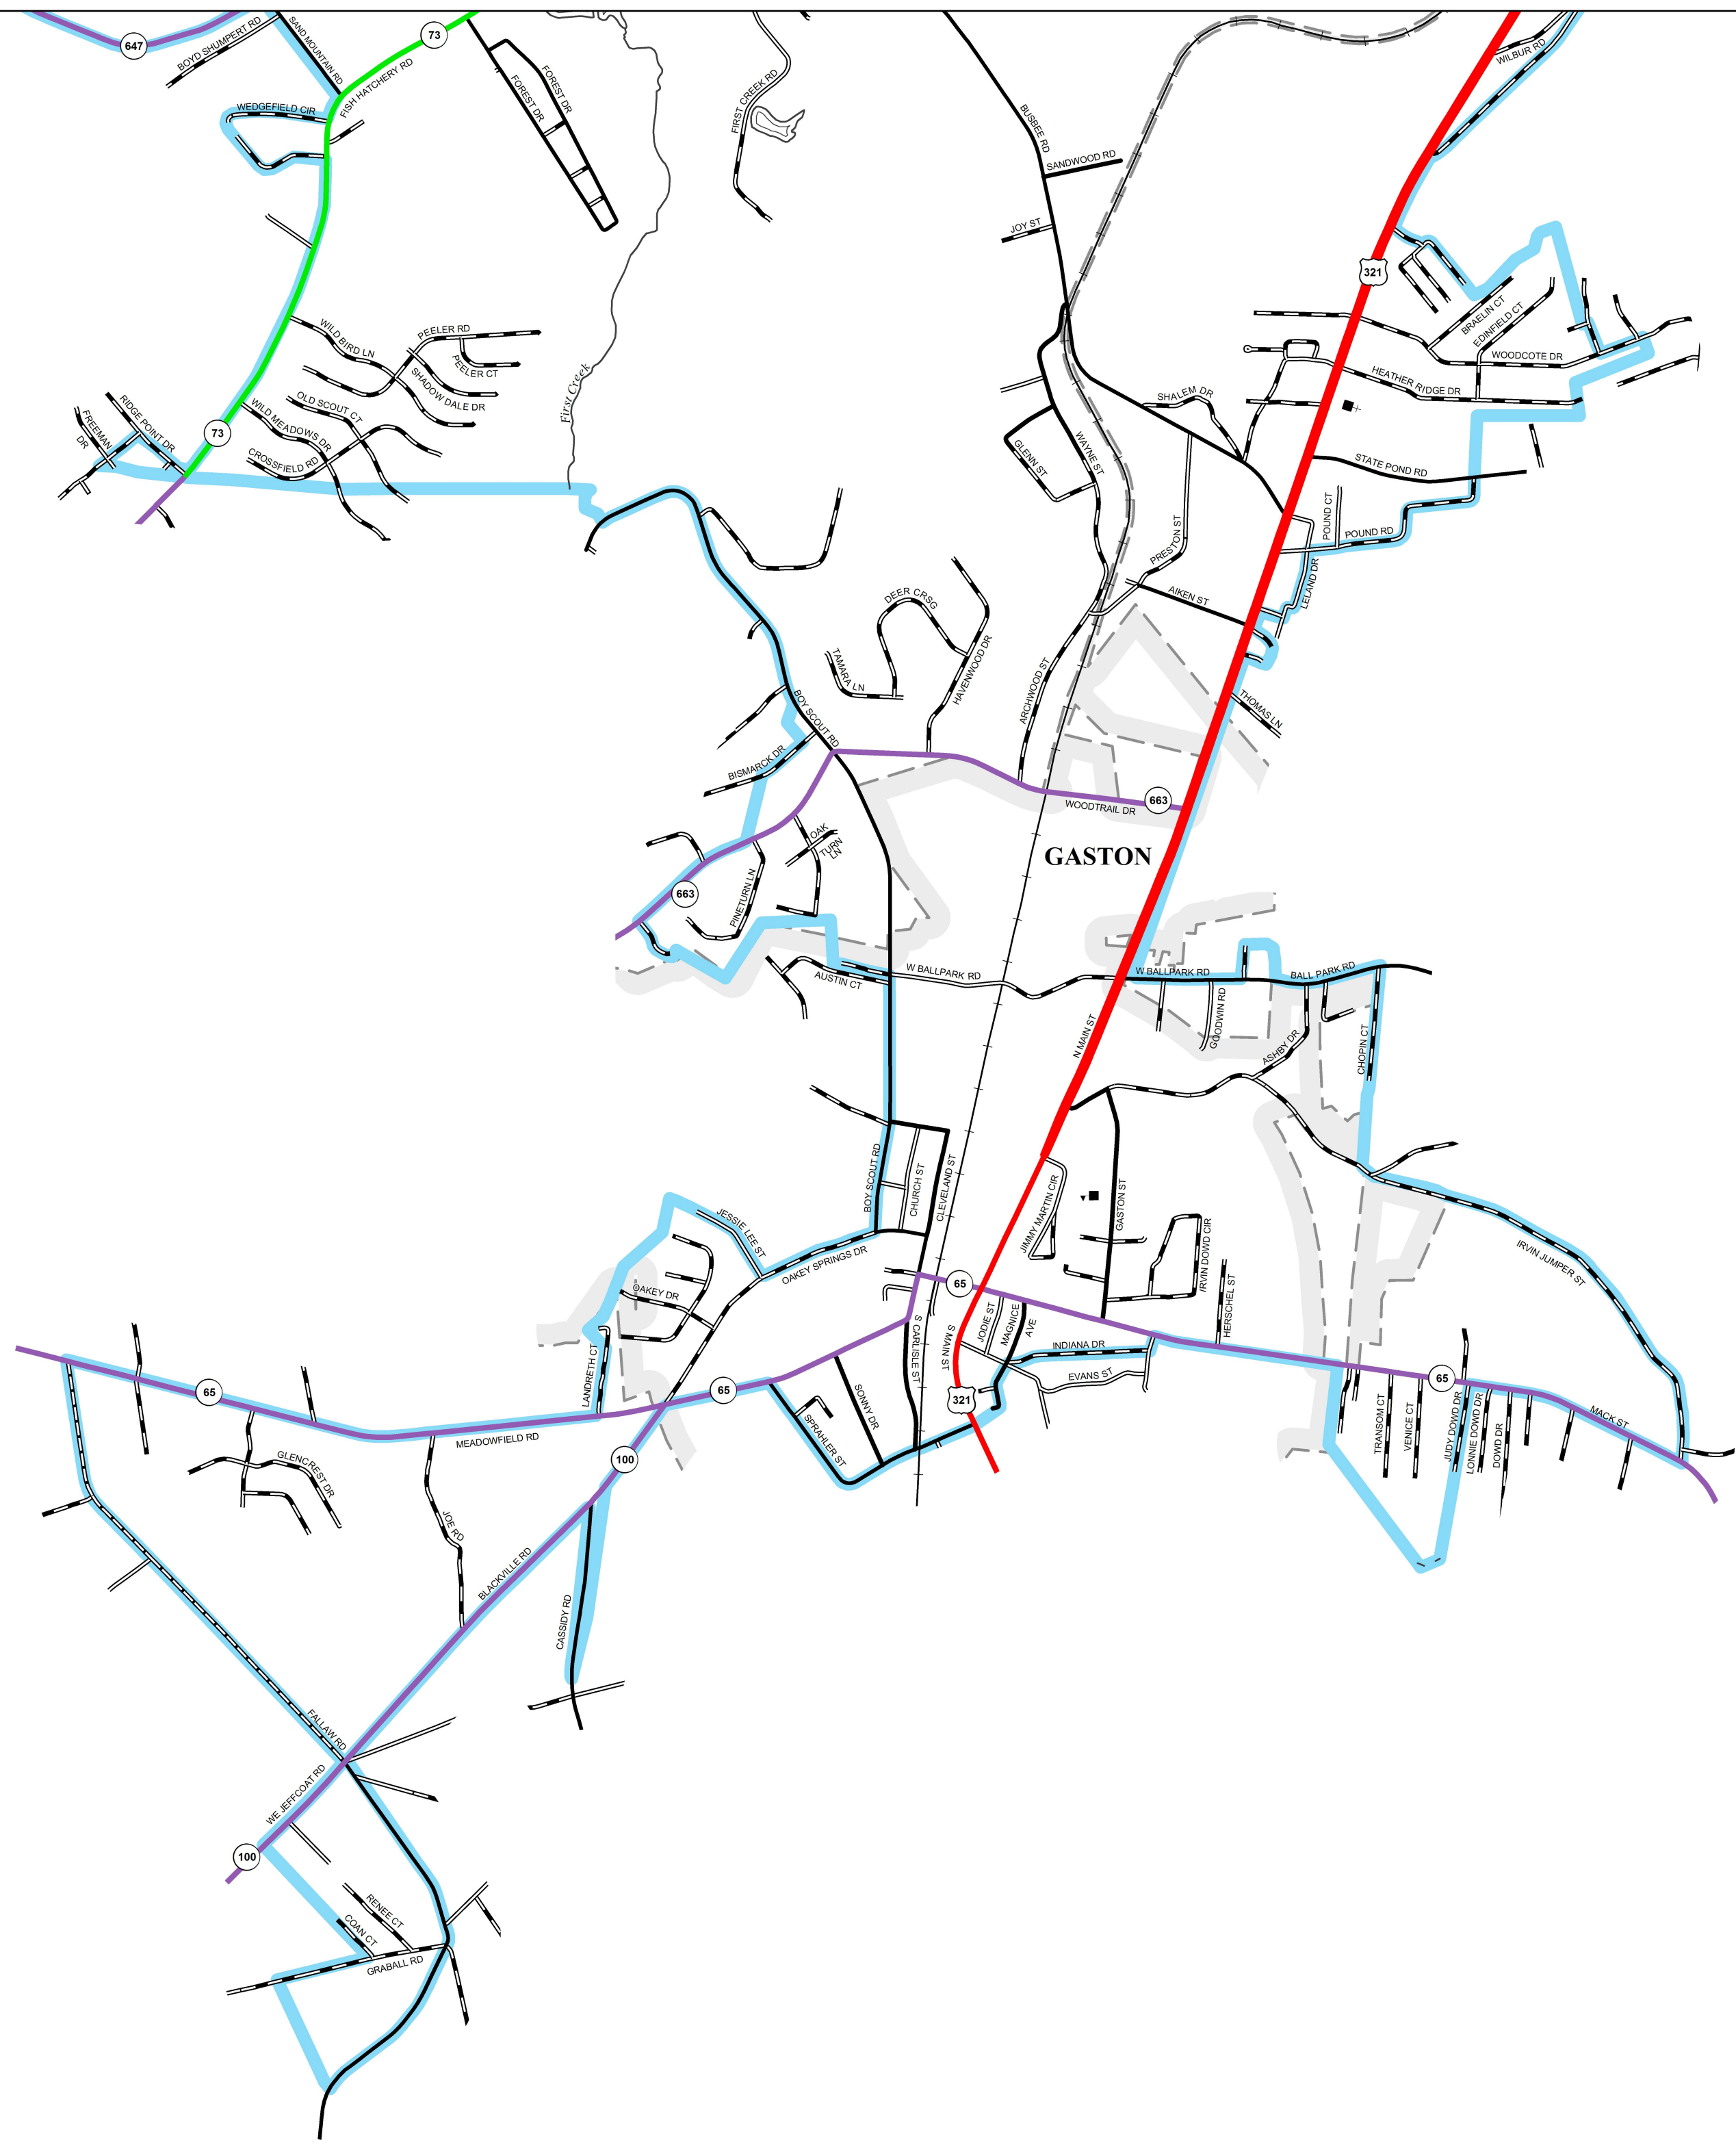 647
BOYD SHUMPERT RD
SAND MOUNTAIN RD
73
FISH HATCHERY RD
WEDGEFIELD CIR
FOREST DR
FOREST DR
FIRST CREEK RD
BUSBEE RD
SANDWOOD RD
JOY ST
WILBUR RD
321
BRAELIN CT
EDINFIELD CT
WOODCOTE DR
HEATHER RIDGE DR
WILD BIRD LN
PEELER RD
PEELER CT
SHADOW DALE DR
OLD SCOUT CT
WILD MEADOWS DR
CROSSFIELD RD
RIDGE POINT DR
FREEMAN
DR
73
First Creek
SHALEM DR
GLENN ST
WAYNE ST
STATE POND RD
POUND CT
POUND RD
PRESTON ST
AIKEN ST
LELAND DR
DEER CRSG
TAMARA LN
HAVENWOOD DR
ARCHWOOD ST
THOMAS LN
BOY SCOUT RD
BISMARCK DR
WOODTRAIL DR
663
OAK
TURN
LN
GASTON
PINETURN LN
663
AUSTIN CT
W BALLPARK RD
W BALLPARK RD
BALL PARK RD
GOODWIN RD
N MAIN ST
ASHBY DR
CHOPIN CT
BOY SCOUT RD
CHURCH ST
CLEVELAND ST
JIMMY MARTIN CIR
GASTON ST
IRVIN DOWD CIR
IRVIN JUMPER ST
JESSIE LEE ST
OAKEY SPRINGS DR
OAKEY DR
65
HERSCHEL ST
S CARLISLE ST
S MAIN ST
JODIE ST
MAGNICE
AVE
INDIANA DR
EVANS ST
LANDRETH CT
65
65
65
321
SONNY DR
SPRAHLER ST
TRANSOM CT
VENICE CT
JUDY DOWD DR
LONNIE DOWD DR
DOWD DR
MACK ST
MEADOWFIELD RD
GLENCREST DR
100
JOE RD
BLACKVILLE RD
CASSIDY RD
FALLAW RD
WE JEFFCOAT RD
100
RENEE CT
COAN CT
GRABALL RD